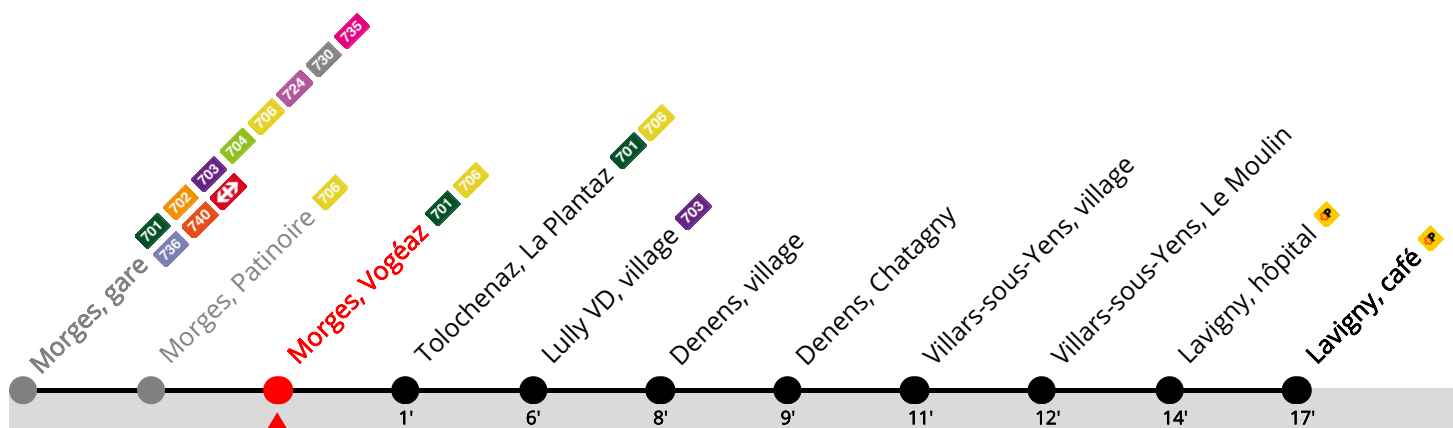 Morges, gare 701 702 703 704 706 724 730 735
736 740
Morges, Patinoire 706
Morges, Vogéaz 701 706
Tolochenaz, La Plantaz 701 706
Lully VD, village 703
Denens, village
Denens, Chatagny
Villars-sous-Yens, village
Villars-sous-Yens, Le Moulin
Lavigny, hôpital P
Lavigny, café P
1' 6' 8' 9' 11' 12' 14' 17'